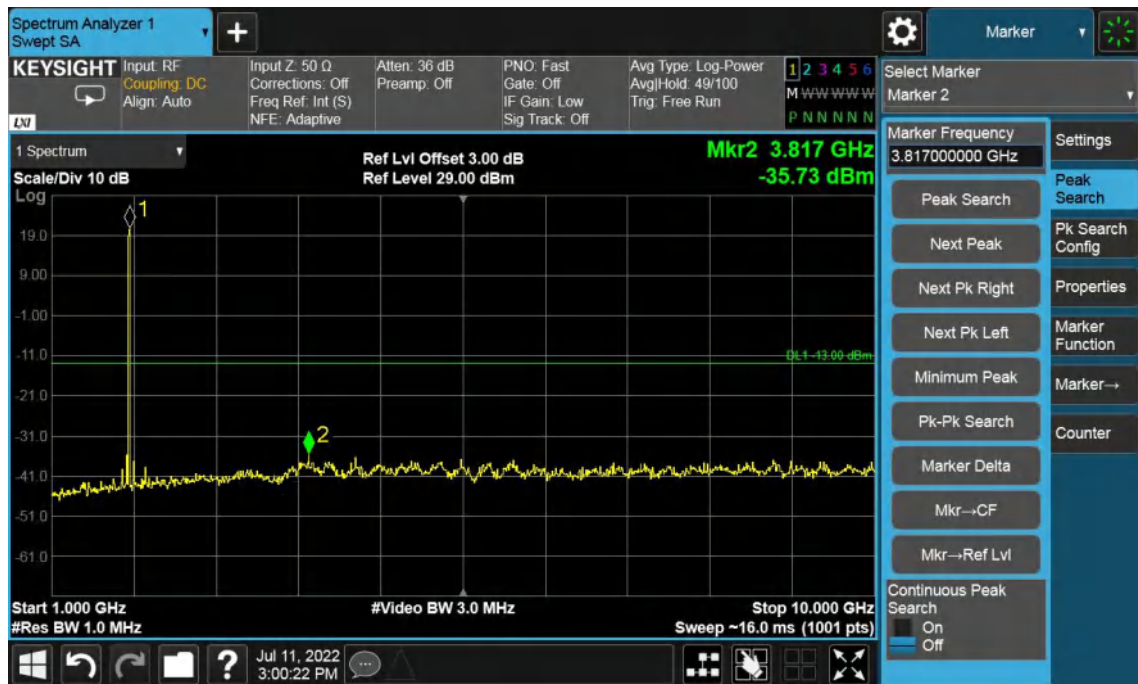 Spectrum Analyzer 1
Swept SA
+
Marker
KEYSIGHT
LXI
Input: RF
Coupling: DC
Align: Auto
Input Z: 50 Ω
Corrections: Off
Freq Ref: Int (S)
NFE: Adaptive
Atten: 36 dB
Preamp: Off
PNO: Fast
Gate: Off
IF Gain: Low
Sig Track: Off
Avg Type: Log-Power
Avg|Hold: 49/100
Trig: Free Run
1 2 3 4 5 6
M W W W W W
P N N N N N
Select Marker
Marker 2
1 Spectrum
Scale/Div 10 dB
Log
Ref Lvl Offset 3.00 dB
Ref Level 29.00 dBm
Mkr2 3.817 GHz
-35.73 dBm
1
19.0
9.00
-1.00
-11.0
DL1 -13.00 dBm
-21.0
-31.0
2
-41.0
-51.0
-61.0
Start 1.000 GHz
#Res BW 1.0 MHz
#Video BW 3.0 MHz
Stop 10.000 GHz
Sweep ~16.0 ms (1001 pts)
Marker Frequency
3.817000000 GHz
Peak Search
Next Peak
Next Pk Right
Next Pk Left
Minimum Peak
Pk-Pk Search
Marker Delta
Mkr→CF
Mkr→Ref Lvl
Continuous Peak
Search
On
Off
Settings
Peak
Search
Pk Search
Config
Properties
Marker
Function
Marker→
Counter
?
Jul 11, 2022
3:00:22 PM